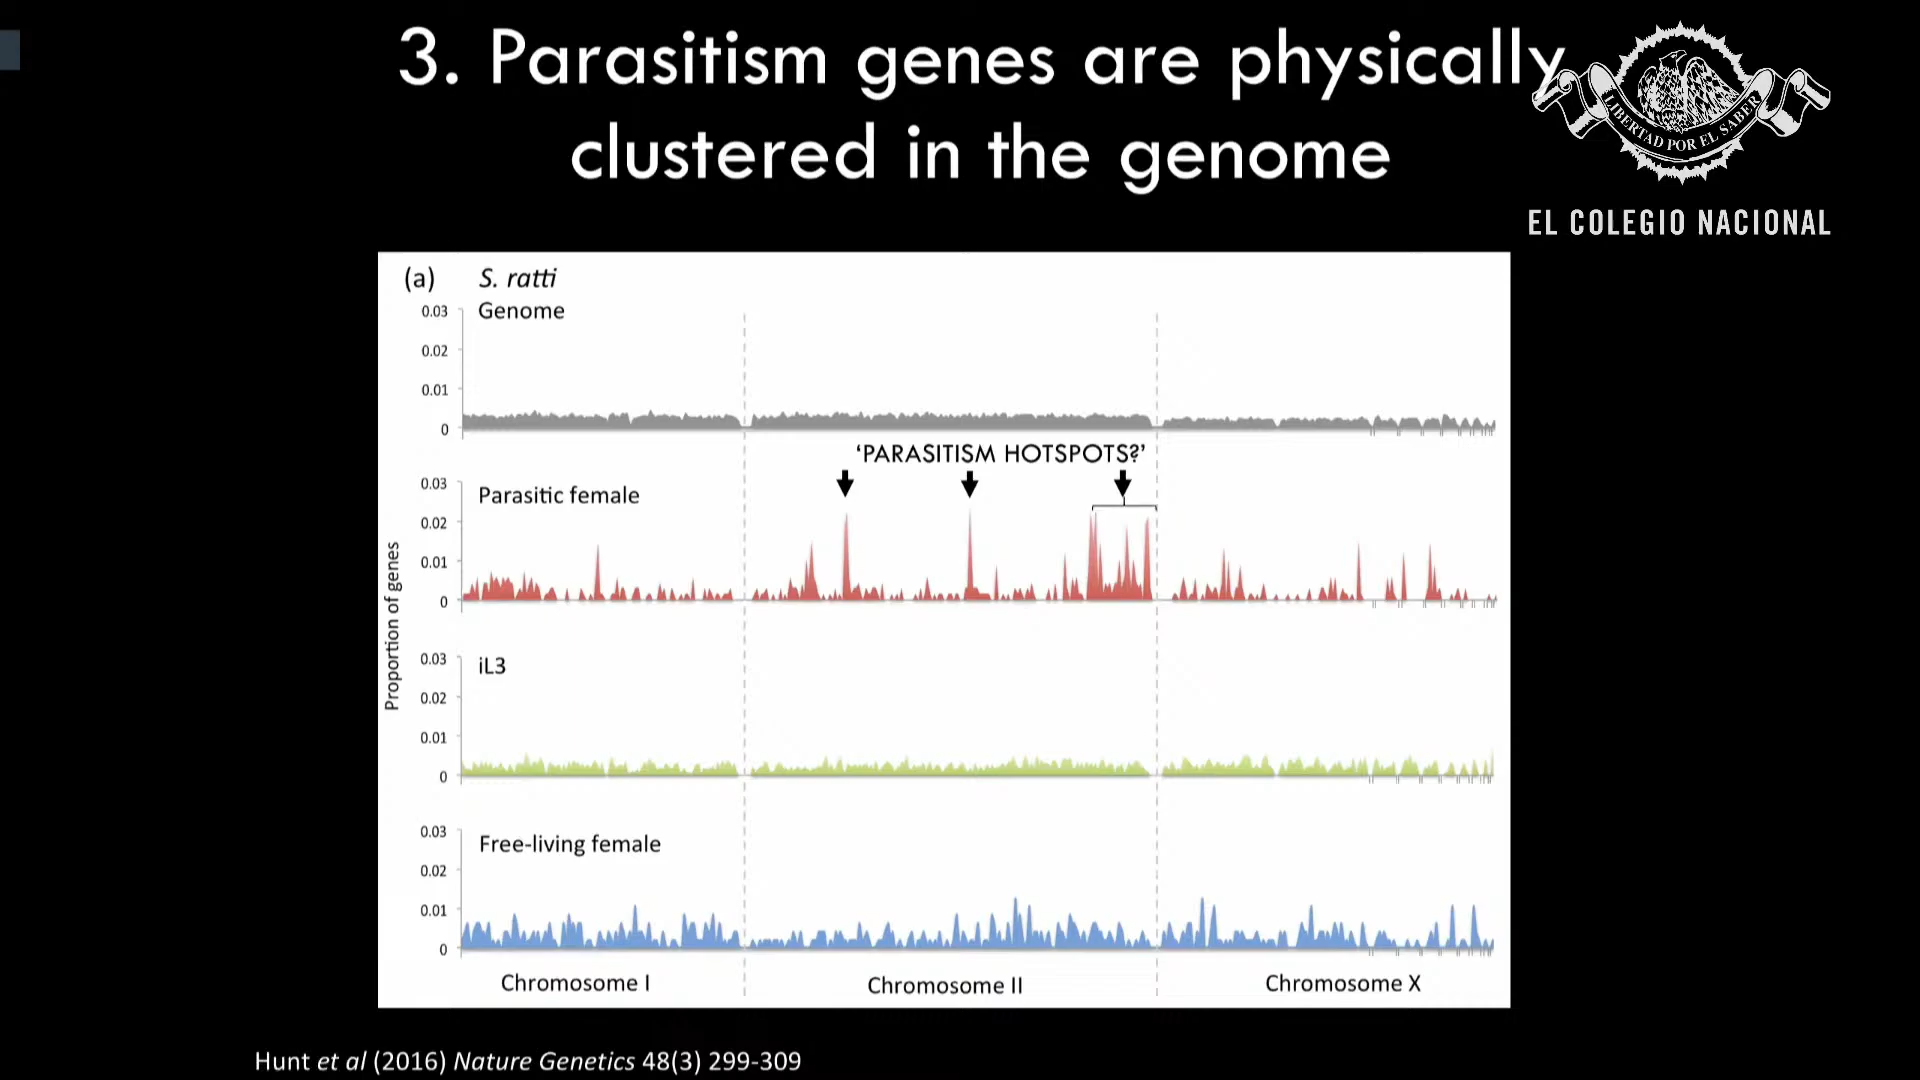 3. Parasitism genes are physically
clustered in the genome
LIBERTAD POR EL SABER
EL COLEGIO NACIONAL
(a) S. ratti
Genome
0.03
0.02
0.01
0
‘PARASITISM HOTSPOTS?’
Parasitic female
0.03
0.02
0.01
0
Proportion of genes
iL3
0.03
0.02
0.01
0
Free-living female
0.03
0.02
0.01
0
Chromosome I Chromosome II Chromosome X
Hunt et al (2016) Nature Genetics 48(3) 299-309